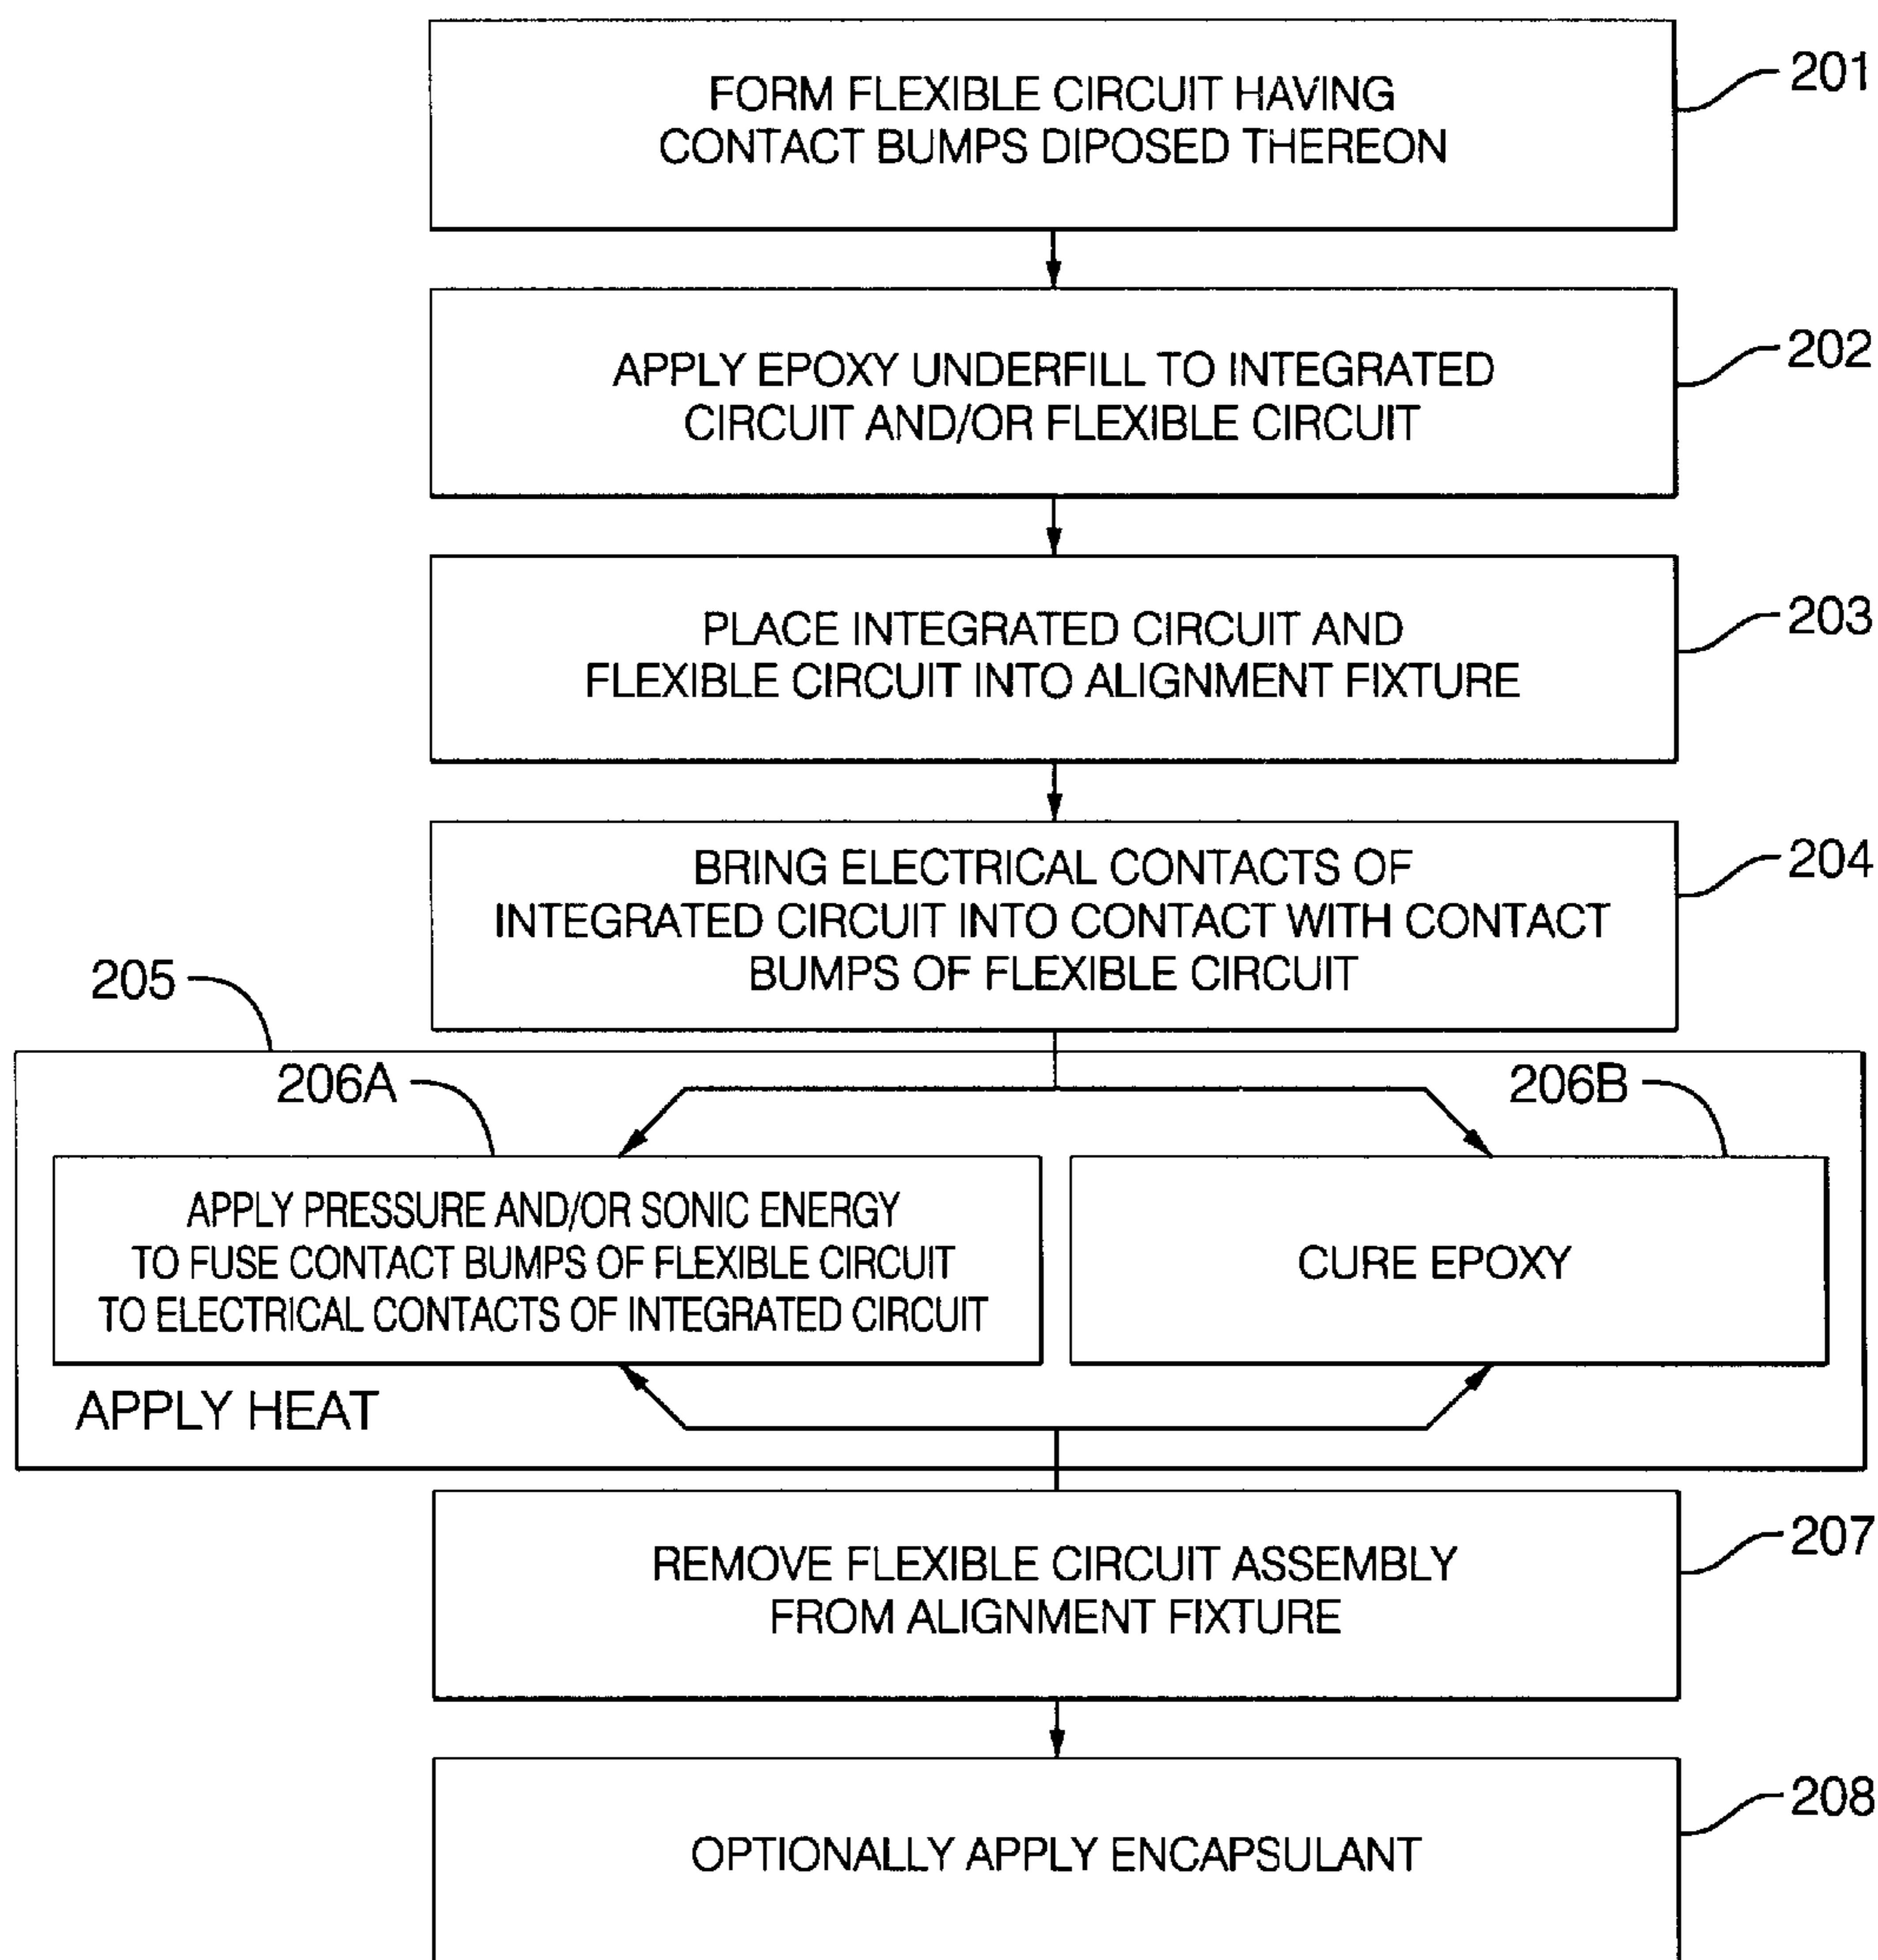 FORM FLEXIBLE CIRCUIT HAVING
CONTACT BUMPS DIPOSED THEREON
201
APPLY EPOXY UNDERFILL TO INTEGRATED
CIRCUIT AND/OR FLEXIBLE CIRCUIT
202
PLACE INTEGRATED CIRCUIT AND
FLEXIBLE CIRCUIT INTO ALIGNMENT FIXTURE
203
BRING ELECTRICAL CONTACTS OF
INTEGRATED CIRCUIT INTO CONTACT WITH CONTACT
BUMPS OF FLEXIBLE CIRCUIT
204
205
206A
206B
APPLY PRESSURE AND/OR SONIC ENERGY
TO FUSE CONTACT BUMPS OF FLEXIBLE CIRCUIT
TO ELECTRICAL CONTACTS OF INTEGRATED CIRCUIT
CURE EPOXY
APPLY HEAT
REMOVE FLEXIBLE CIRCUIT ASSEMBLY
FROM ALIGNMENT FIXTURE
207
OPTIONALLY APPLY ENCAPSULANT
208